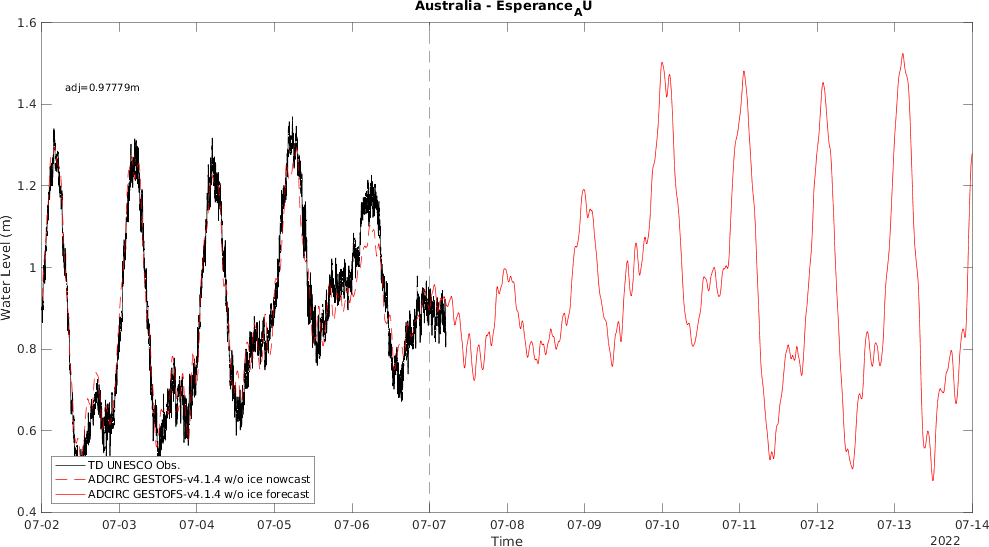 Australia - Esperance_AU
1.6
1.4
1.2
1
0.8
0.6
0.4
Water Level (m)
adj=0.97779m
TD UNESCO Obs.
ADCIRC GESTOFS-v4.1.4 w/o ice nowcast
ADCIRC GESTOFS-v4.1.4 w/o ice forecast
07-02 07-03 07-04 07-05 07-06 07-07 07-08 07-09 07-10 07-11 07-12 07-13 07-14
Time
2022